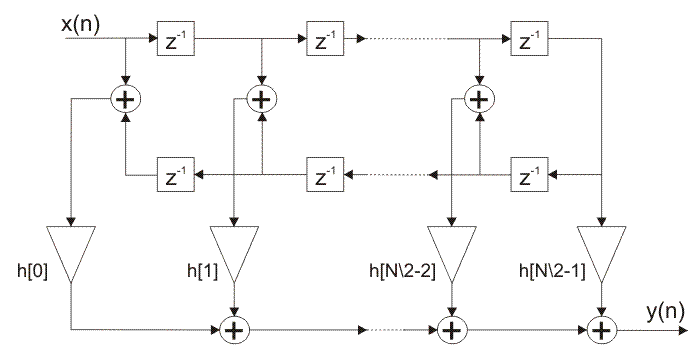 x(n)
z⁻¹ z⁻¹ z⁻¹
+ + +
z⁻¹ z⁻¹ z⁻¹
h[0] h[1] h[N\2-2] h[N\2-1]
y(n)
+ + +